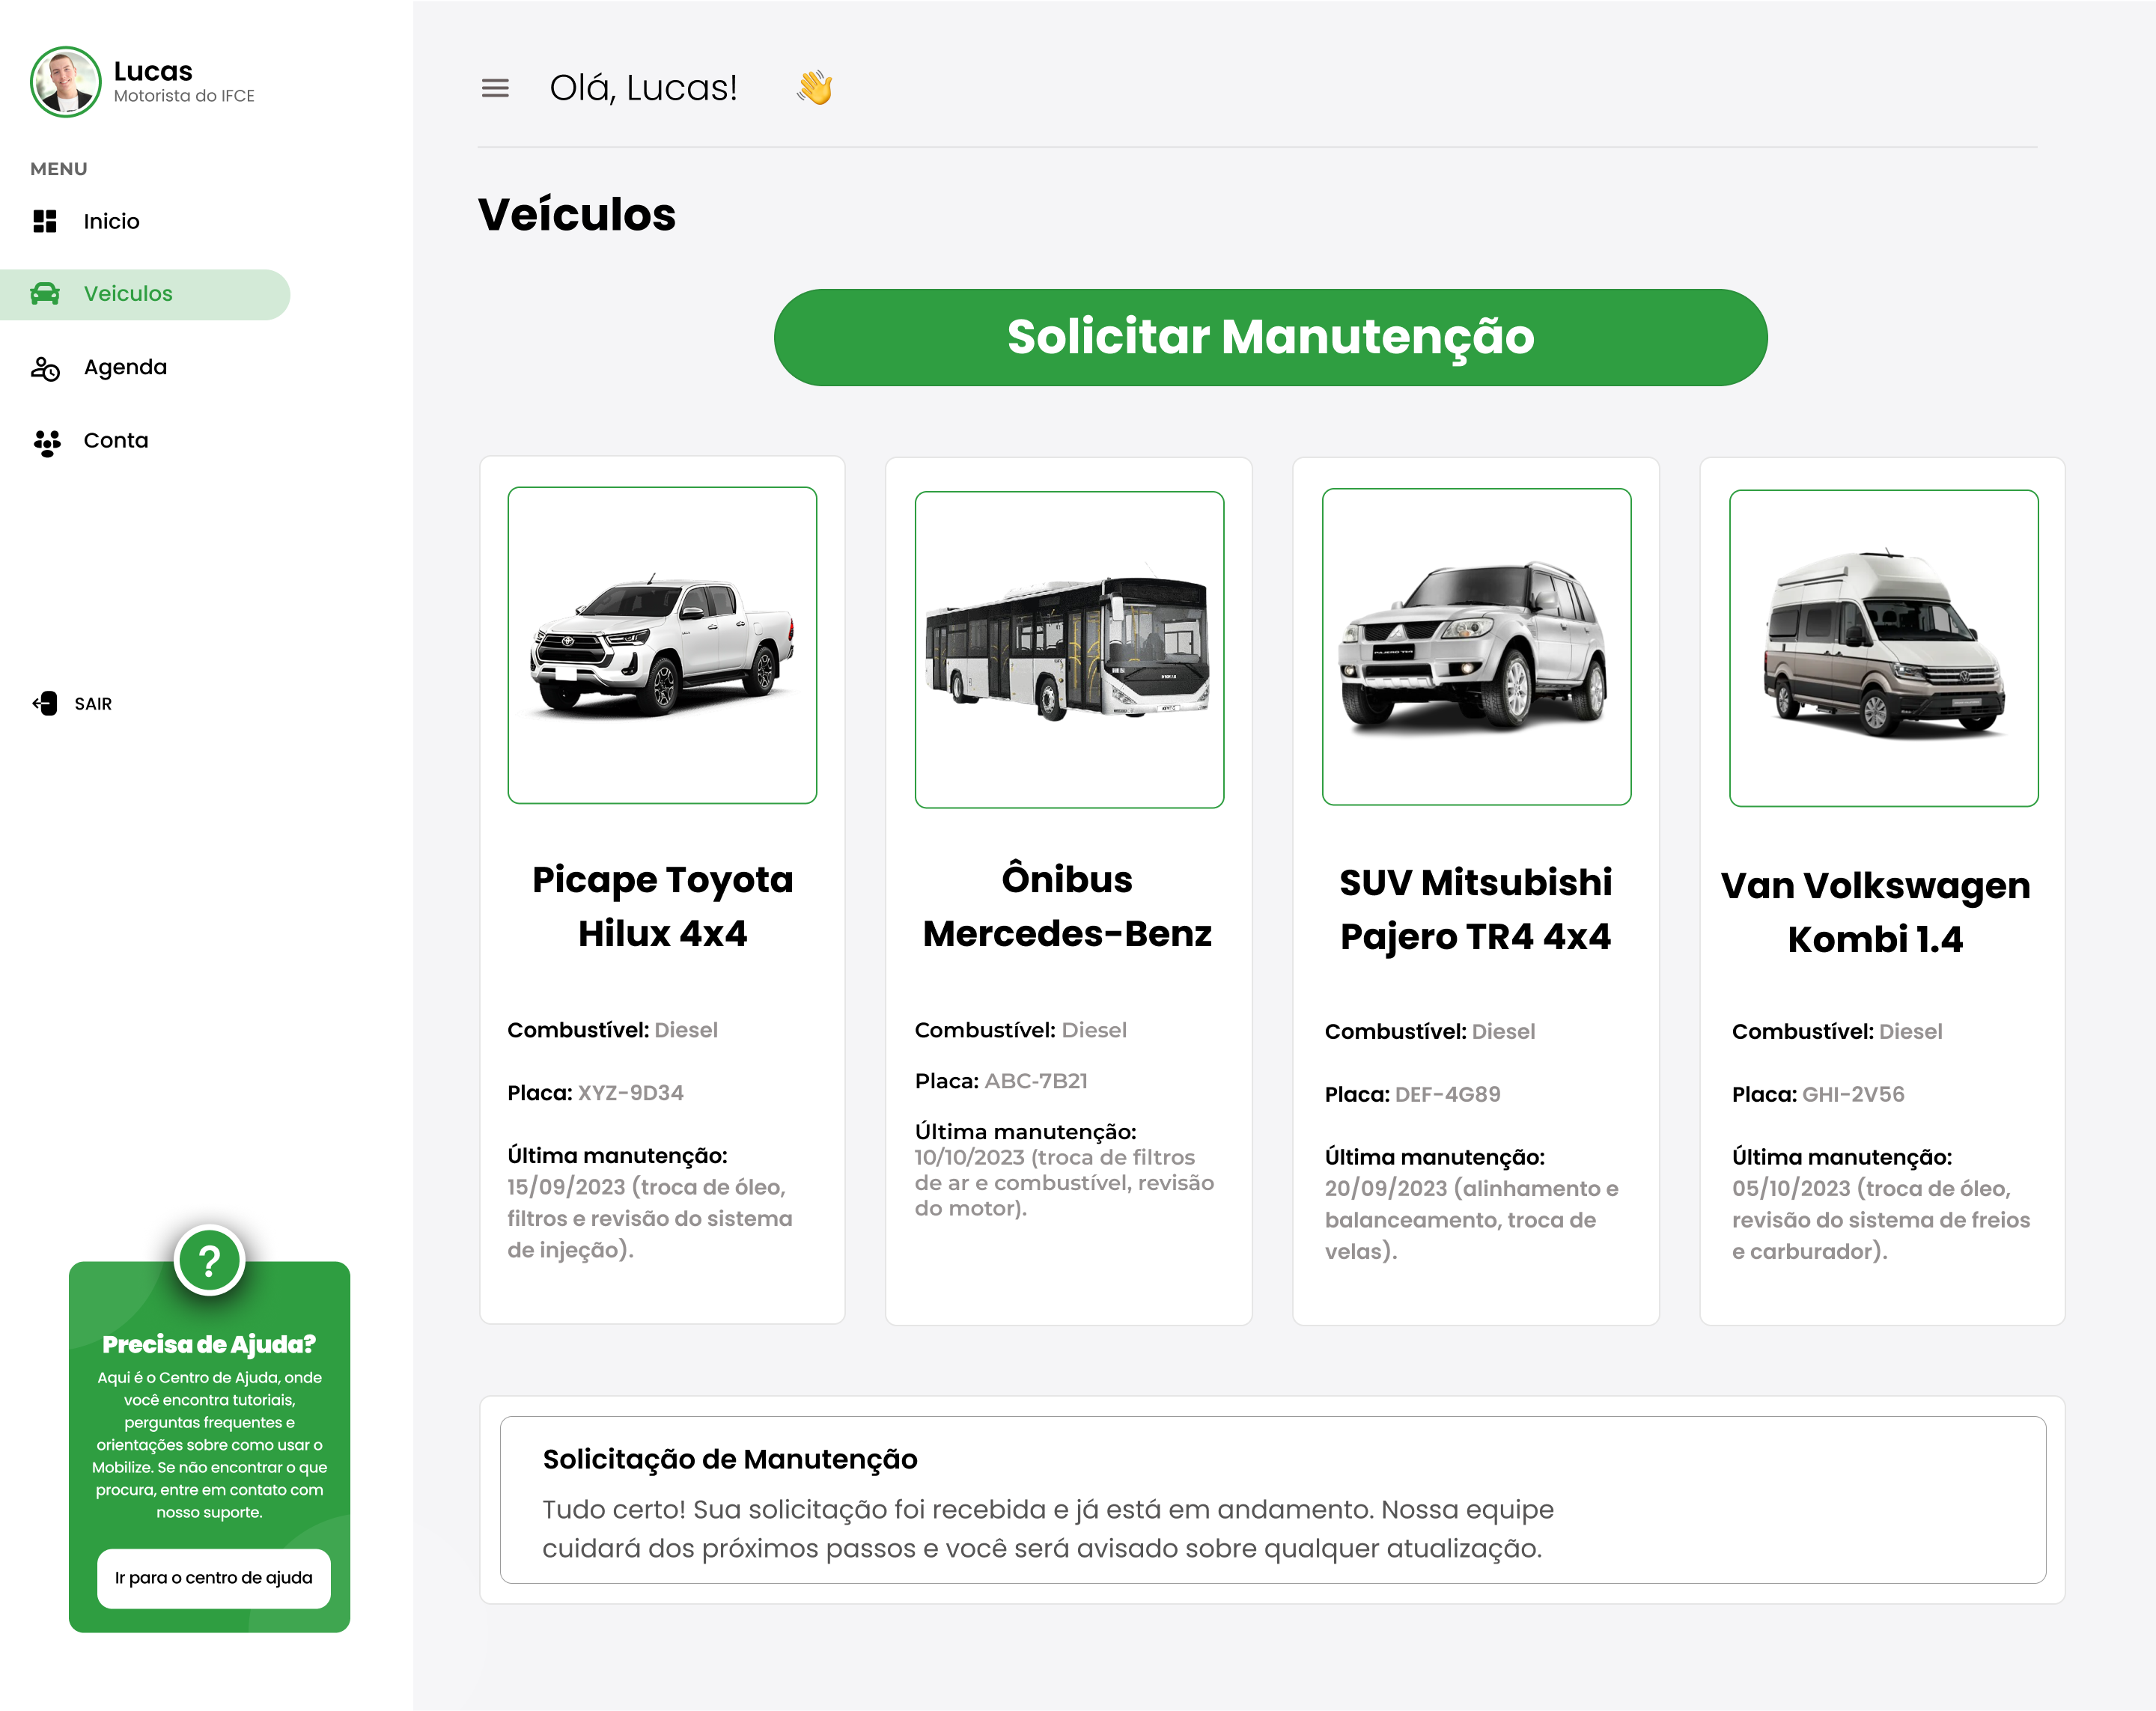 Lucas
Motorista do IFCE
MENU
Inicio
Veiculos
Agenda
Conta
SAIR
Precisa de Ajuda?
Aqui é o Centro de Ajuda, onde
você encontra tutoriais,
perguntas frequentes e
orientações sobre como usar o
Mobilize. Se não encontrar o que
procura, entre em contato com
nosso suporte.
Ir para o centro de ajuda
Olá, Lucas!
Veículos
Solicitar Manutenção
Picape Toyota
Hilux 4x4
Combustível: Diesel
Placa: XYZ-9D34
Última manutenção:
15/09/2023 (troca de óleo,
filtros e revisão do sistema
de injeção).
Ônibus
Mercedes-Benz
Combustível: Diesel
Placa: ABC-7B21
Última manutenção:
10/10/2023 (troca de filtros
de ar e combustível, revisão
do motor).
PAJERO TR4
SUV Mitsubishi
Pajero TR4 4x4
Combustível: Diesel
Placa: DEF-4G89
Última manutenção:
20/09/2023 (alinhamento e
balanceamento, troca de
velas).
Van Volkswagen
Kombi 1.4
Combustível: Diesel
Placa: GHI-2V56
Última manutenção:
05/10/2023 (troca de óleo,
revisão do sistema de freios
e carburador).
Solicitação de Manutenção
Tudo certo! Sua solicitação foi recebida e já está em andamento. Nossa equipe
cuidará dos próximos passos e você será avisado sobre qualquer atualização.